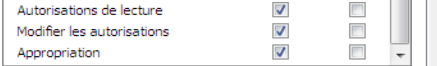 Autorisations de lecture
Modifier les autorisations
Appropriation